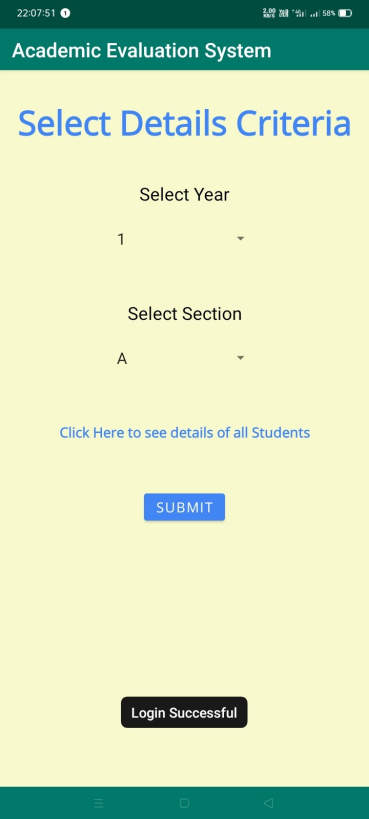 22:07:51 1 58%
Academic Evaluation System
Select Details Criteria
Select Year
1
Select Section
A
Click Here to see details of all Students
SUBMIT
Login Successful